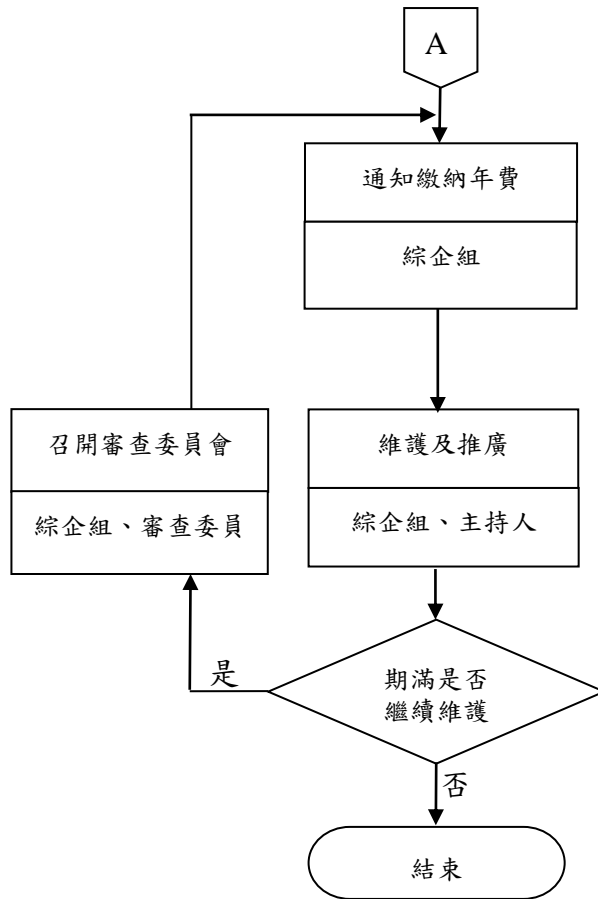 A
通知繳納年費
綜企組
召開審查委員會
綜企組、審查委員
維護及推廣
綜企組、主持人
是
期滿是否
繼續維護
否
結束